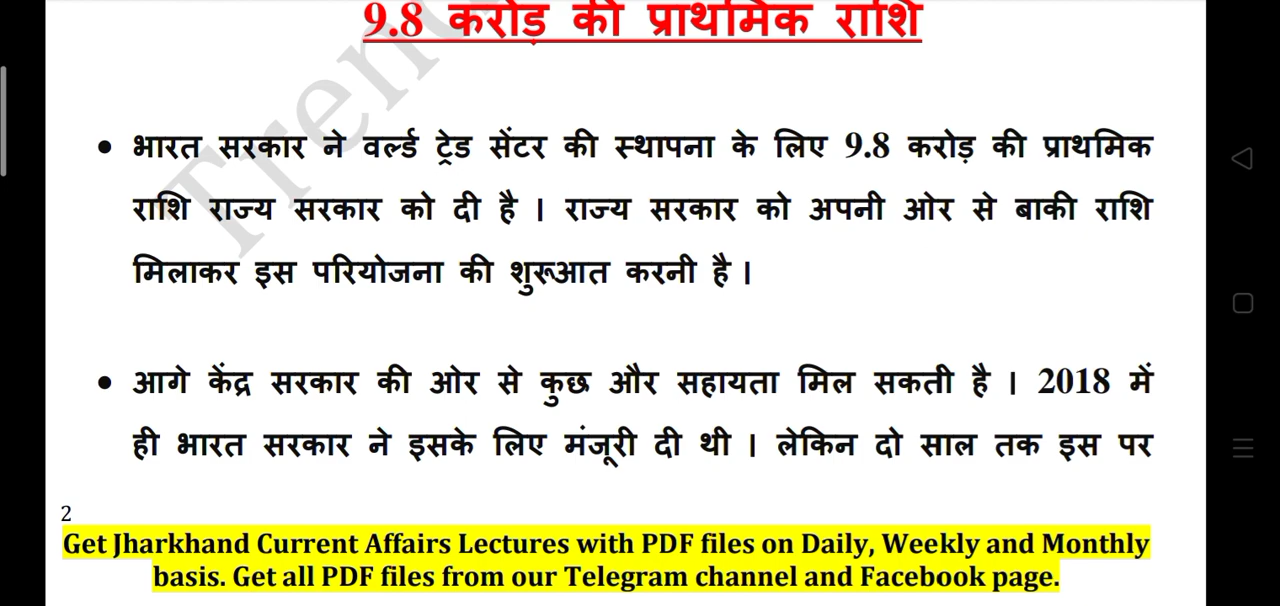 9.8 करोड़ की प्राथमिक राशि
• भारत सरकार ने वर्ल्ड ट्रेड सेंटर की स्थापना के लिए 9.8 करोड़ की प्राथमिक
राशि राज्य सरकार को दी है । राज्य सरकार को अपनी ओर से बाकी राशि
मिलाकर इस परियोजना की शुरूआत करनी है ।
• आगे केंद्र सरकार की ओर से कुछ और सहायता मिल सकती है । 2018 में
ही भारत सरकार ने इसके लिए मंजूरी दी थी । लेकिन दो साल तक इस पर
2
Get Jharkhand Current Affairs Lectures with PDF files on Daily, Weekly and Monthly
basis. Get all PDF files from our Telegram channel and Facebook page.